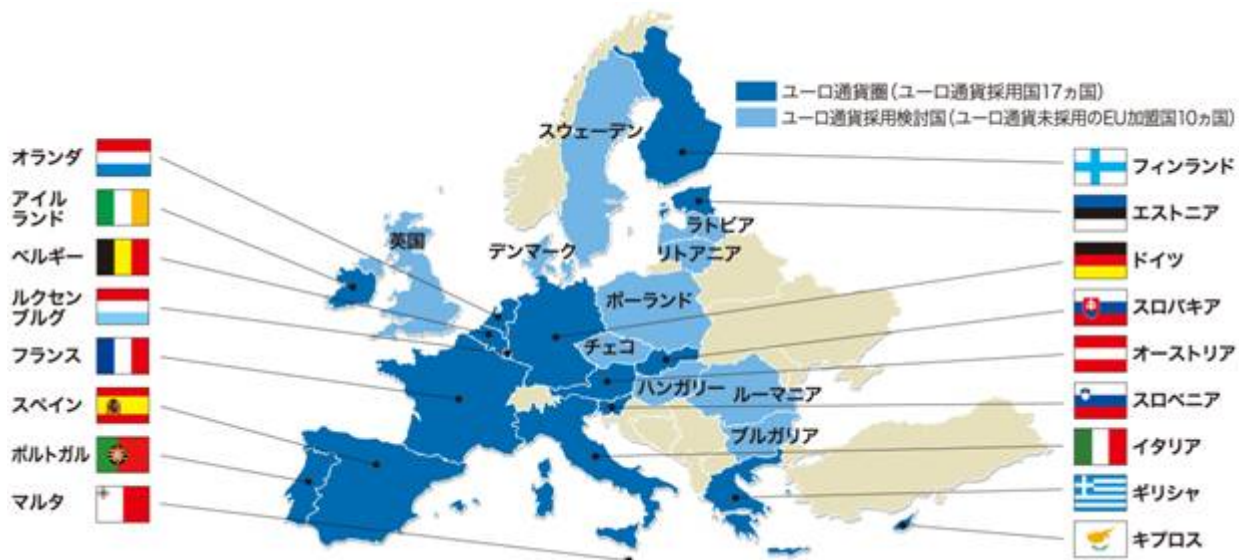 ユーロ通貨圏(ユーロ通貨採用国17ヵ国)
ユーロ通貨採用検討国(ユーロ通貨未採用のEU加盟国10ヵ国)
オランダ
アイル
ランド
ベルギー
ルクセン
ブルグ
フランス
スペイン
ポルトガル
マルタ
スウェーデン
英国
デンマーク
ラトビア
リトアニア
ポーランド
チェコ
ハンガリー
ルーマニア
ブルガリア
フィンランド
エストニア
ドイツ
スロバキア
オーストリア
スロベニア
イタリア
ギリシャ
キプロス